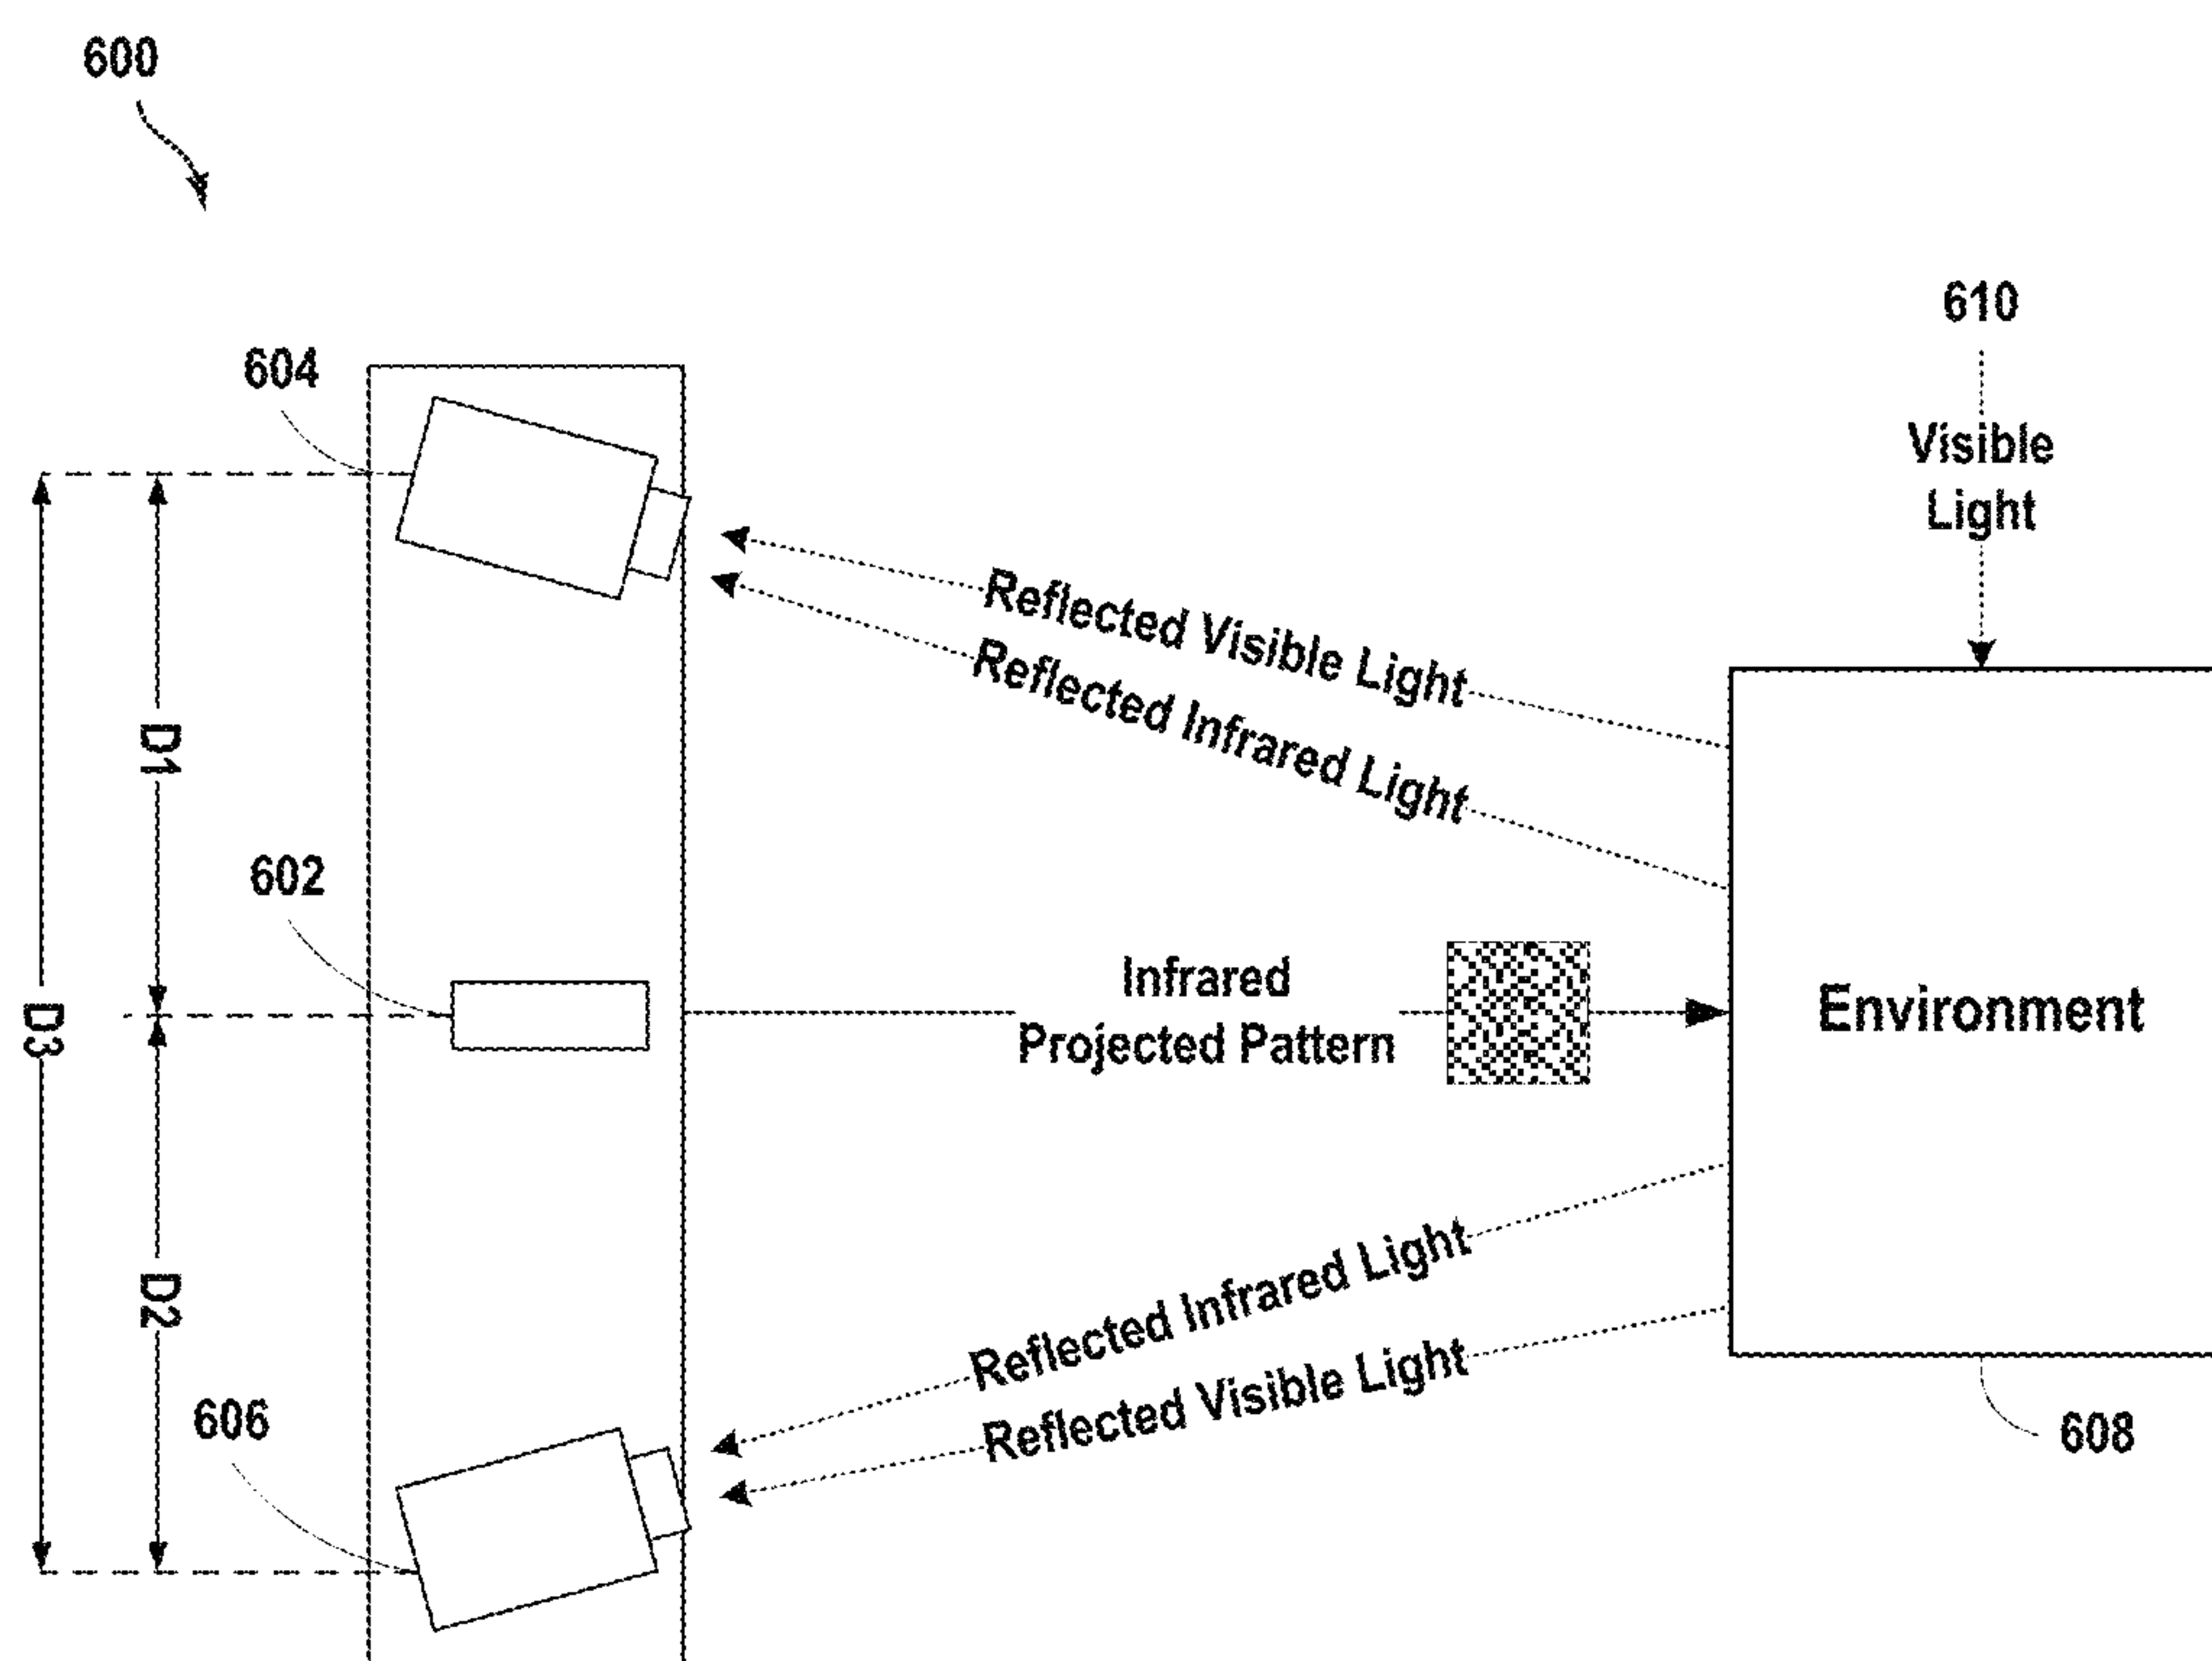 600
610
604
Visible
Light
Reflected Visible Light
Reflected Infrared Light
D1
602
Infrared
Projected Pattern
Environment
D3
D2
Reflected Infrared Light
Reflected Visible Light
606
608